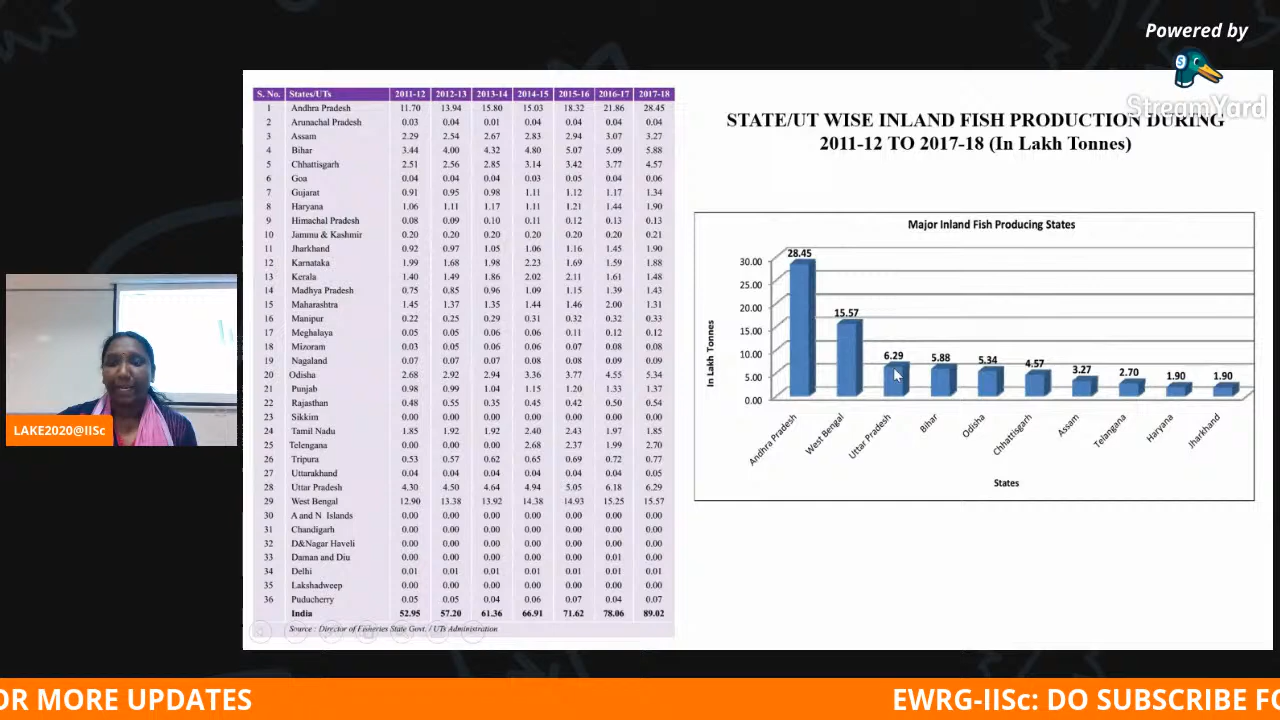 Powered by
StreamYard
S. No. States/UTs 2011-12 2012-13 2013-14 2014-15 2015-16 2016-17 2017-18
1 Andhra Pradesh 11.70 13.94 15.80 15.03 18.32 21.86 28.45
2 Arunachal Pradesh 0.03 0.04 0.01 0.04 0.04 0.04 0.04
3 Assam 2.29 2.54 2.67 2.83 2.94 3.07 3.27
4 Bihar 3.44 4.00 4.32 4.80 5.07 5.09 5.88
5 Chhattisgarh 2.51 2.56 2.85 3.14 3.42 3.77 4.57
6 Goa 0.04 0.04 0.04 0.03 0.05 0.04 0.06
7 Gujarat 0.91 0.95 0.98 1.11 1.12 1.17 1.34
8 Haryana 1.06 1.11 1.17 1.11 1.21 1.44 1.90
9 Himachal Pradesh 0.08 0.09 0.10 0.11 0.12 0.13 0.13
10 Jammu & Kashmir 0.20 0.20 0.20 0.20 0.20 0.20 0.21
11 Jharkhand 0.92 0.97 1.05 1.06 1.16 1.45 1.90
12 Karnataka 1.99 1.68 1.98 2.23 1.69 1.59 1.88
13 Kerala 1.40 1.49 1.86 2.02 2.11 1.61 1.48
14 Madhya Pradesh 0.75 0.85 0.96 1.09 1.15 1.39 1.43
15 Maharashtra 1.45 1.37 1.35 1.44 1.46 2.00 1.31
16 Manipur 0.22 0.25 0.29 0.31 0.32 0.32 0.33
17 Meghalaya 0.05 0.05 0.06 0.06 0.11 0.12 0.12
18 Mizoram 0.03 0.05 0.06 0.06 0.07 0.08 0.08
19 Nagaland 0.07 0.07 0.07 0.08 0.08 0.09 0.09
20 Odisha 2.68 2.92 2.94 3.36 3.77 4.55 5.34
21 Punjab 0.98 0.99 1.04 1.15 1.20 1.33 1.37
22 Rajasthan 0.48 0.55 0.35 0.45 0.42 0.50 0.54
23 Sikkim 0.00 0.00 0.00 0.00 0.00 0.00 0.00
24 Tamil Nadu 1.85 1.92 1.92 2.40 2.43 1.97 1.85
25 Telengana 0.00 0.00 0.00 2.68 2.37 1.99 2.70
26 Tripura 0.53 0.57 0.62 0.65 0.69 0.72 0.77
27 Uttarakhand 0.04 0.04 0.04 0.04 0.04 0.04 0.05
28 Uttar Pradesh 4.30 4.50 4.64 4.94 5.05 6.18 6.29
29 West Bengal 12.90 13.38 13.92 14.38 14.93 15.25 15.57
30 A and N Islands 0.00 0.00 0.00 0.00 0.00 0.00 0.00
31 Chandigarh 0.00 0.00 0.00 0.00 0.00 0.00 0.00
32 D&Nagar Haveli 0.00 0.00 0.00 0.00 0.00 0.00 0.00
33 Daman and Diu 0.00 0.00 0.00 0.00 0.00 0.01 0.00
34 Delhi 0.01 0.01 0.01 0.01 0.01 0.01 0.01
35 Lakshadweep 0.00 0.00 0.00 0.00 0.00 0.00 0.00
36 Puducherry 0.05 0.05 0.04 0.06 0.07 0.04 0.07
India 52.95 57.20 61.36 66.91 71.62 78.06 89.02
Source : Director of Fisheries State Govt. / UTs Administration
STATE/UT WISE INLAND FISH PRODUCTION DURING
2011-12 TO 2017-18 (In Lakh Tonnes)
Major Inland Fish Producing States
In Lakh Tonnes
30.00
25.00
20.00
15.00
10.00
5.00
0.00
28.45 15.57 6.29 5.88 5.34 4.57 3.27 2.70 1.90 1.90
Andhra Pradesh West Bengal Uttar Pradesh Bihar Odisha Chhattisgarh Assam Telangana Haryana Jharkhand
States
LAKE2020@IISc
OR MORE UPDATES
EWRG-IISc: DO SUBSCRIBE FO